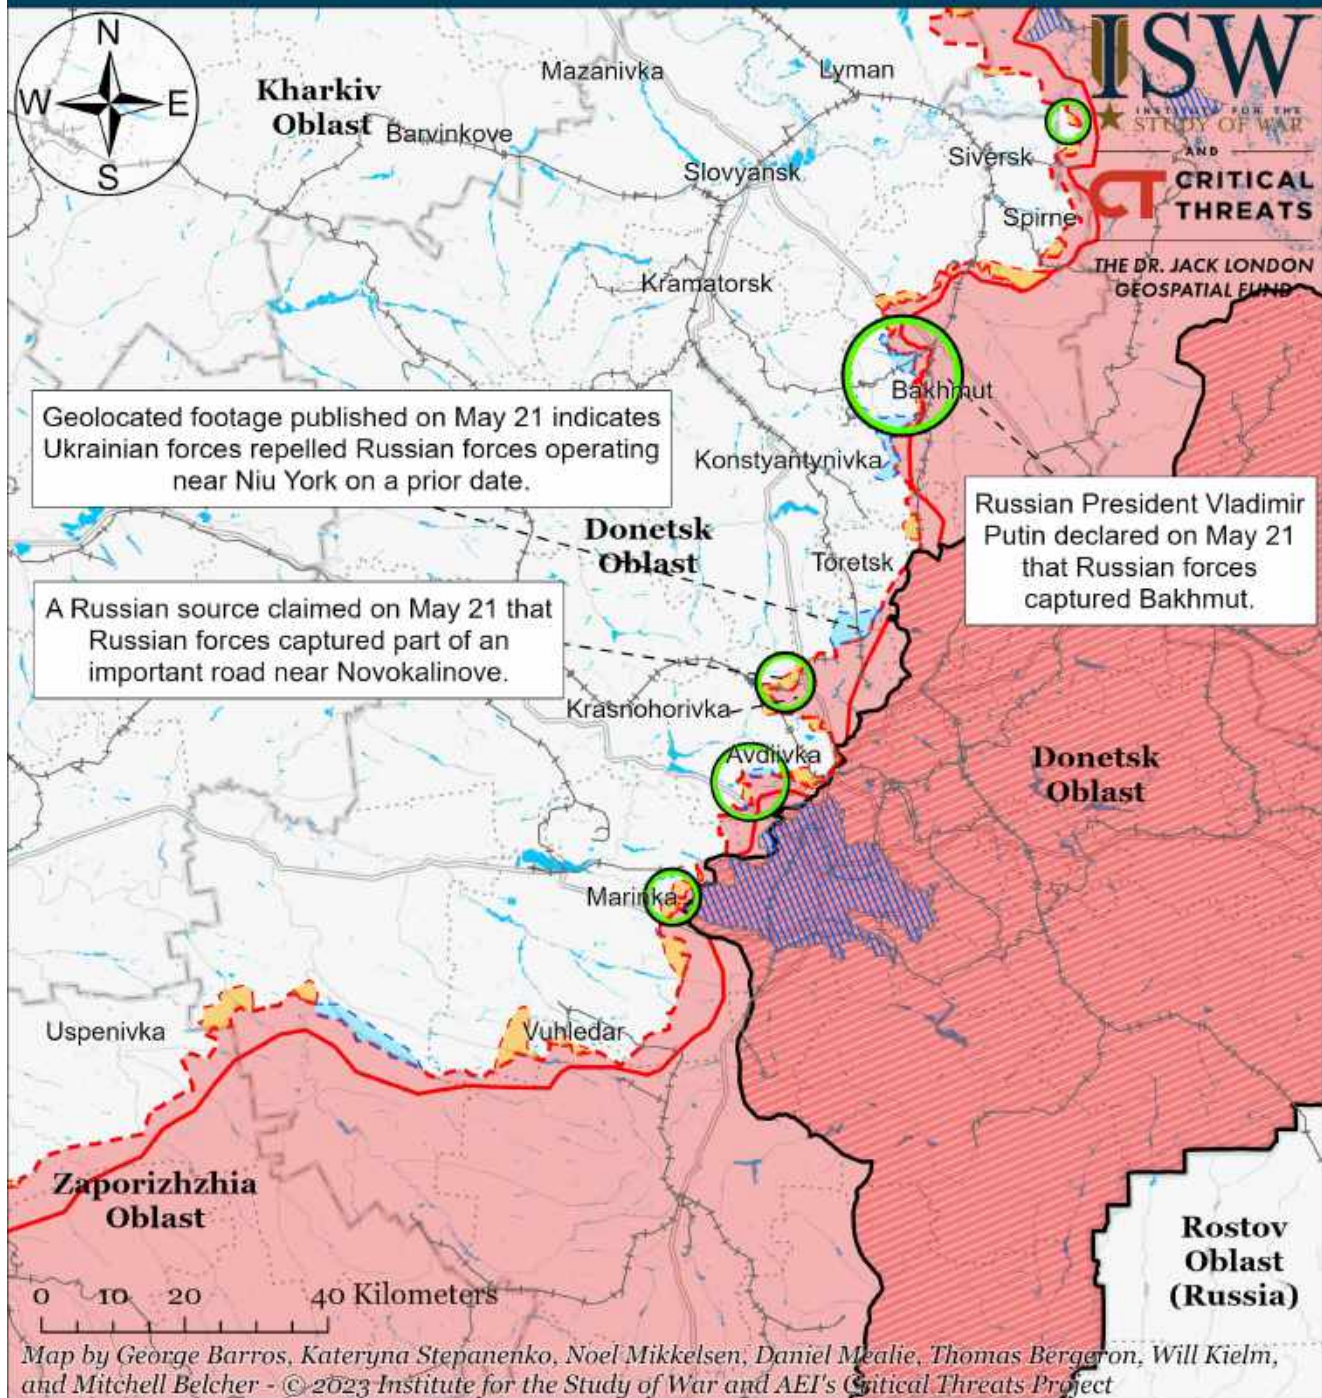 N
W E
S
ISW
INSTITUTE FOR THE
STUDY OF WAR
AND
CT CRITICAL
THREATS
THE DR. JACK LONDON
GEOSPATIAL FUND
Kharkiv
Oblast
Mazanivka
Lyman
Barvinkove
Siversk
Slovyansk
Spirne
Kramatorsk
Bakhmut
Geolocated footage published on May 21 indicates
Ukrainian forces repelled Russian forces operating
near Niu York on a prior date.
Konstyantynivka
Russian President Vladimir
Putin declared on May 21
that Russian forces
captured Bakhmut.
Donetsk
Oblast
Toretsk
A Russian source claimed on May 21 that
Russian forces captured part of an
important road near Novokalinove.
Krasnohorivka
Avdiivka
Donetsk
Oblast
Marinka
Uspenivka
Vuhledar
Zaporizhzhia
Oblast
Rostov
Oblast
(Russia)
0 10 20 40 Kilometers
Map by George Barros, Kateryna Stepanenko, Noel Mikkelsen, Daniel Mealie, Thomas Bergeron, Will Kielm,
and Mitchell Belcher - © 2023 Institute for the Study of War and AEI's Critical Threats Project